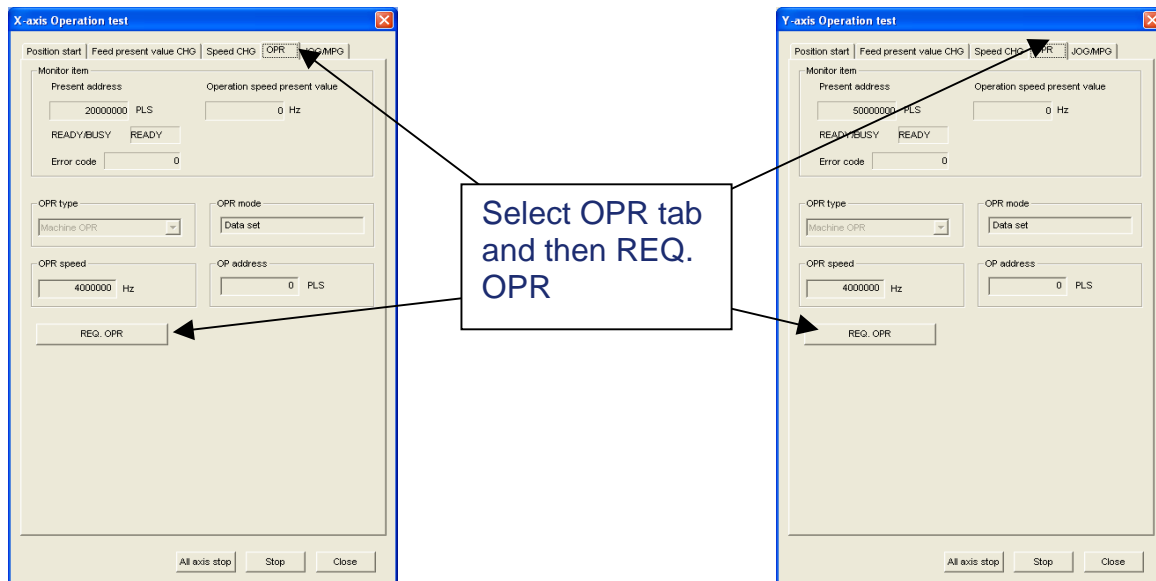 X-axis Operation test
Position start Feed present value CHG Speed CHG OPR JOG/MPG
Monitor item
Present address Operation speed present value
20000000 PLS 0 Hz
READY/BUSY READY
Error code 0
OPR type OPR mode
Machine OPR Data set
OPR speed OP address
4000000 Hz 0 PLS
REQ. OPR
All axis stop Stop Close
Select OPR tab
and then REQ.
OPR
Y-axis Operation test
Position start Feed present value CHG Speed CHG OPR JOG/MPG
Monitor item
Present address Operation speed present value
50000000 PLS 0 Hz
READY/BUSY READY
Error code 0
OPR type OPR mode
Machine OPR Data set
OPR speed OP address
4000000 Hz 0 PLS
REQ. OPR
All axis stop Stop Close